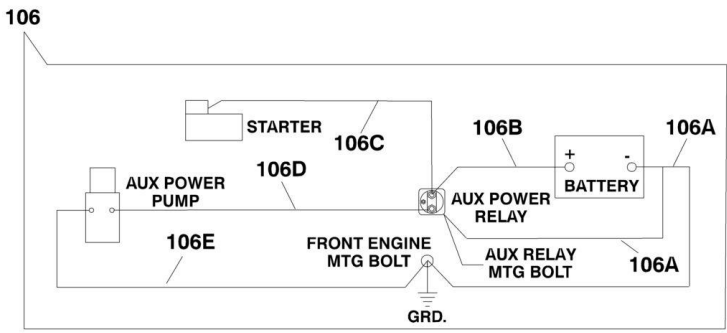 106
STARTER
106C
106B
106A
+
-
BATTERY
106D
AUX POWER
PUMP
AUX POWER
RELAY
106E
FRONT ENGINE
MTG BOLT
AUX RELAY
MTG BOLT
106A
GRD.